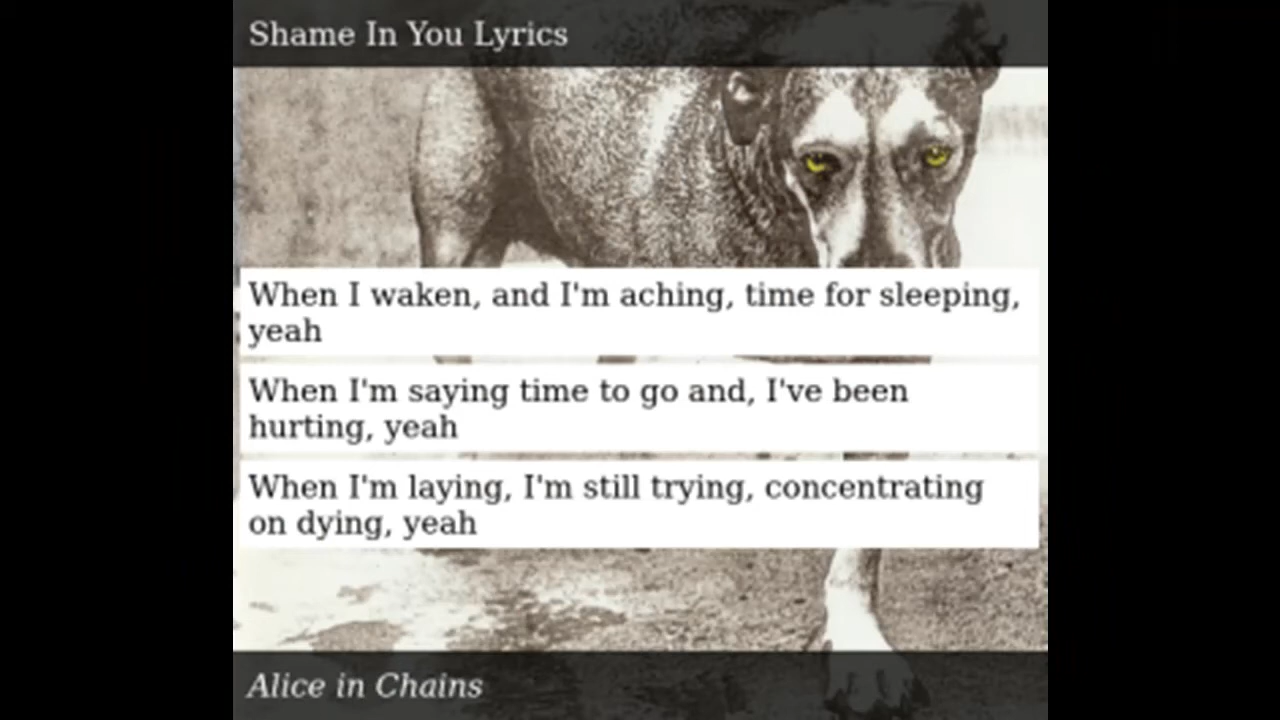 Shame In You Lyrics
When I waken, and I'm aching, time for sleeping,
yeah
When I'm saying time to go and, I've been
hurting, yeah
When I'm laying, I'm still trying, concentrating
on dying, yeah
Alice in Chains